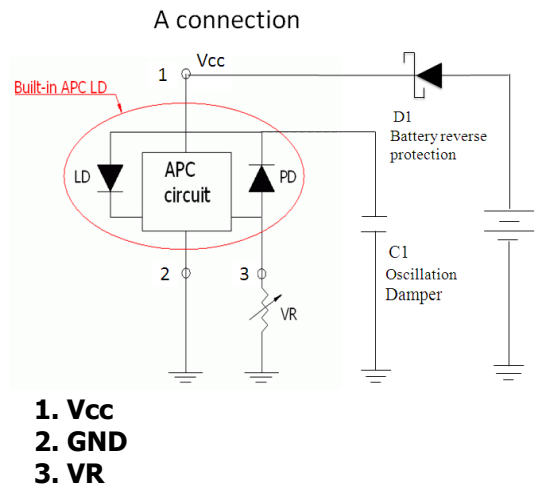 A connection
Vcc
1
Built-in APC LD
D1
Battery reverse
protection
LD
APC
circuit
PD
C1
Oscillation
Damper
2
3
VR
1. Vcc
2. GND
3. VR